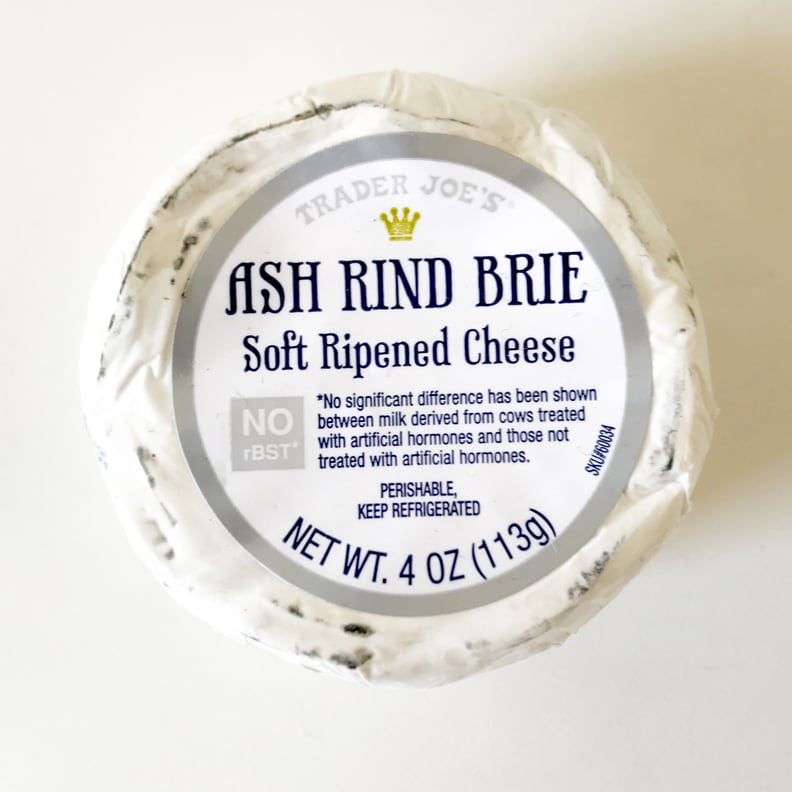 TRADER JOE'S®
ASH RIND BRIE
Soft Ripened Cheese
NO
rBST*
*No significant difference has been shown
between milk derived from cows treated
with artificial hormones and those not
treated with artificial hormones.
SKU#60034
PERISHABLE,
KEEP REFRIGERATED
NET WT. 4 OZ (113g)